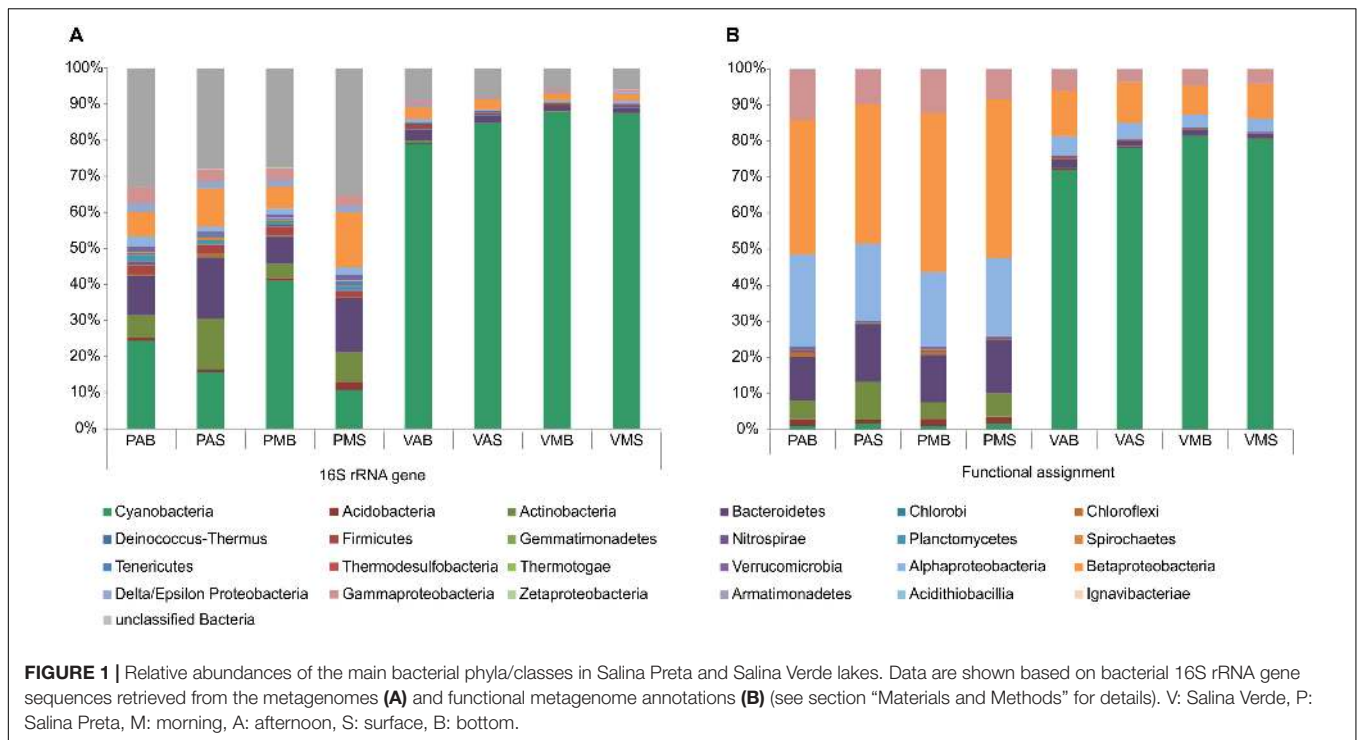 A
B
100%
90%
80%
70%
60%
50%
40%
30%
20%
10%
0%
PAB PAS PMB PMS VAB VAS VMB VMS
16S rRNA gene
100%
90%
80%
70%
60%
50%
40%
30%
20%
10%
0%
PAB PAS PMB PMS VAB VAS VMB VMS
Functional assignment
Cyanobacteria Acidobacteria Actinobacteria Bacteroidetes Chlorobi Chloroflexi
Deinococcus-Thermus Firmicutes Gemmatimonadetes Nitrospirae Planctomycetes Spirochaetes
Tenericutes Thermodesulfobacteria Thermotogae Verrucomicrobia Alphaproteobacteria Betaproteobacteria
Delta/Epsilon Proteobacteria Gammaproteobacteria Zetaproteobacteria Armatimonadetes Acidithiobacillia Ignavibacteriae
unclassified Bacteria
FIGURE 1 | Relative abundances of the main bacterial phyla/classes in Salina Preta and Salina Verde lakes. Data are shown based on bacterial 16S rRNA gene
sequences retrieved from the metagenomes (A) and functional metagenome annotations (B) (see section “Materials and Methods” for details). V: Salina Verde, P:
Salina Preta, M: morning, A: afternoon, S: surface, B: bottom.